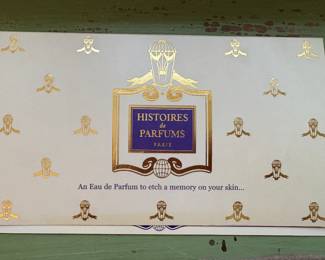 HISTOIRES
de
PARFUMS
PARIS
An Eau de Parfum to etch a memory on your skin...